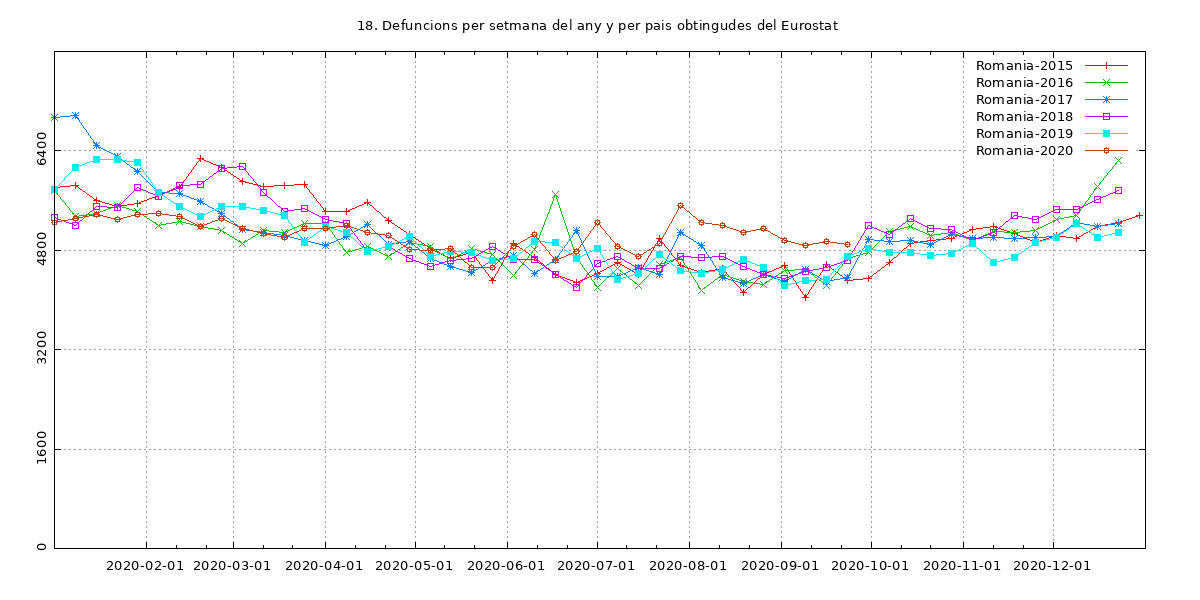 18. Defuncions per setmana del any y per pais obtingudes del Eurostat
Romania-2015
Romania-2016
Romania-2017
Romania-2018
Romania-2019
Romania-2020
6400
4800
3200
1600
0
2020-02-01 2020-03-01 2020-04-01 2020-05-01 2020-06-01 2020-07-01 2020-08-01 2020-09-01 2020-10-01 2020-11-01 2020-12-01